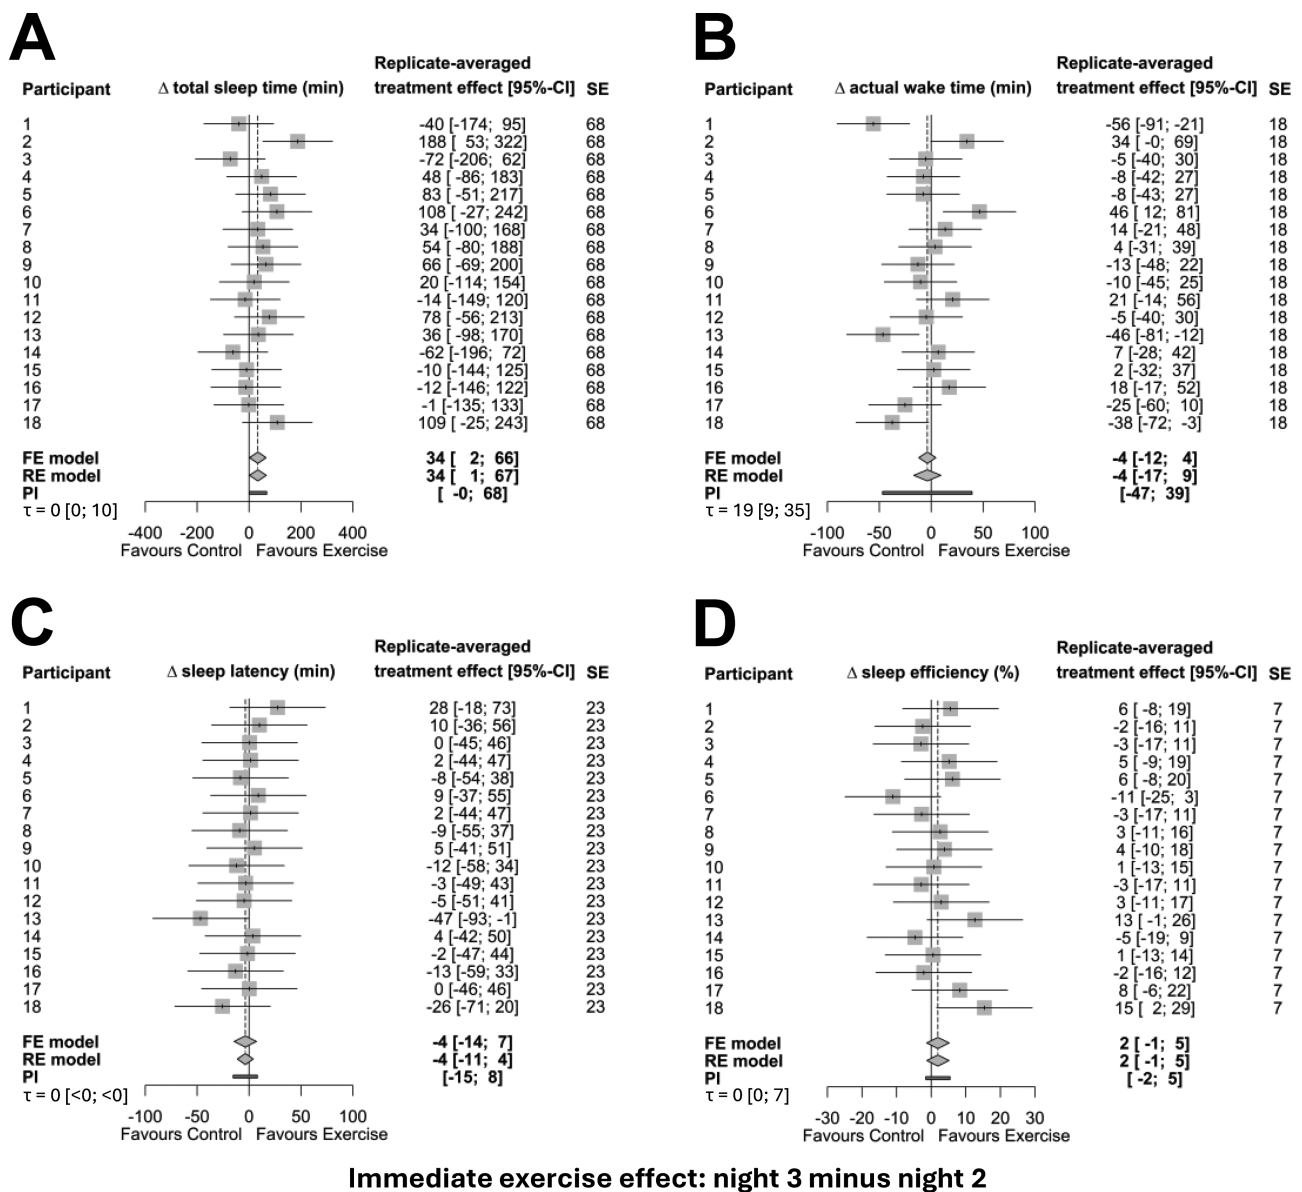 A
Replicate-averaged
Participant Δ total sleep time (min) treatment effect [95%-CI] SE
1 -40 [-174; 95] 68
2 188 [ 53; 322] 68
3 -72 [-206; 62] 68
4 48 [ -86; 183] 68
5 83 [ -51; 217] 68
6 108 [ -27; 242] 68
7 34 [-100; 168] 68
8 54 [ -80; 188] 68
9 66 [ -69; 200] 68
10 20 [-114; 154] 68
11 -14 [-149; 120] 68
12 78 [ -56; 213] 68
13 36 [ -98; 170] 68
14 -62 [-196; 72] 68
15 -10 [-144; 125] 68
16 -12 [-146; 122] 68
17 -1 [-135; 133] 68
18 109 [ -25; 243] 68
FE model 34 [ 2; 66]
RE model 34 [ 1; 67]
PI [ -0; 68]
τ = 0 [0; 10]
-400 -200 0 200 400
Favours Control Favours Exercise
B
Replicate-averaged
Participant Δ actual wake time (min) treatment effect [95%-CI] SE
1 -56 [-91; -21] 18
2 34 [ -0; 69] 18
3 -5 [-40; 30] 18
4 -8 [-42; 27] 18
5 -8 [-43; 27] 18
6 46 [ 12; 81] 18
7 14 [-21; 48] 18
8 4 [-31; 39] 18
9 -13 [-48; 22] 18
10 -10 [-45; 25] 18
11 21 [-14; 56] 18
12 -5 [-40; 30] 18
13 -46 [-81; -12] 18
14 7 [-28; 42] 18
15 2 [-32; 37] 18
16 18 [-17; 52] 18
17 -25 [-60; 10] 18
18 -38 [-72; -3] 18
FE model -4 [-12; 4]
RE model -4 [-17; 9]
PI [-47; 39]
τ = 19 [9; 35]
-100 -50 0 50 100
Favours Control Favours Exercise
C
Replicate-averaged
Participant Δ sleep latency (min) treatment effect [95%-CI] SE
1 28 [-18; 73] 23
2 10 [-36; 56] 23
3 0 [-45; 46] 23
4 2 [-44; 47] 23
5 -8 [-54; 38] 23
6 9 [-37; 55] 23
7 2 [-44; 47] 23
8 -9 [-55; 37] 23
9 5 [-41; 51] 23
10 -12 [-58; 34] 23
11 -3 [-49; 43] 23
12 -5 [-51; 41] 23
13 -47 [-93; -1] 23
14 4 [-42; 50] 23
15 -2 [-47; 44] 23
16 -13 [-59; 33] 23
17 0 [-46; 46] 23
18 -26 [-71; 20] 23
FE model -4 [-14; 7]
RE model -4 [-11; 4]
PI [-15; 8]
τ = 0 [<0; <0]
-100 -50 0 50 100
Favours Control Favours Exercise
D
Replicate-averaged
Participant Δ sleep efficiency (%) treatment effect [95%-CI] SE
1 6 [ -8; 19] 7
2 -2 [-16; 11] 7
3 -3 [-17; 11] 7
4 5 [ -9; 19] 7
5 6 [ -8; 20] 7
6 -11 [-25; 3] 7
7 -3 [-17; 11] 7
8 3 [-11; 16] 7
9 4 [-10; 18] 7
10 1 [-13; 15] 7
11 -3 [-17; 11] 7
12 3 [-11; 17] 7
13 13 [ -1; 26] 7
14 -5 [-19; 9] 7
15 1 [-13; 14] 7
16 -2 [-16; 12] 7
17 8 [ -6; 22] 7
18 15 [ 2; 29] 7
FE model 2 [ -1; 5]
RE model 2 [ -1; 5]
PI [ -2; 5]
τ = 0 [0; 7]
-30 -20 -10 0 10 20 30
Favours Control Favours Exercise
Immediate exercise effect: night 3 minus night 2